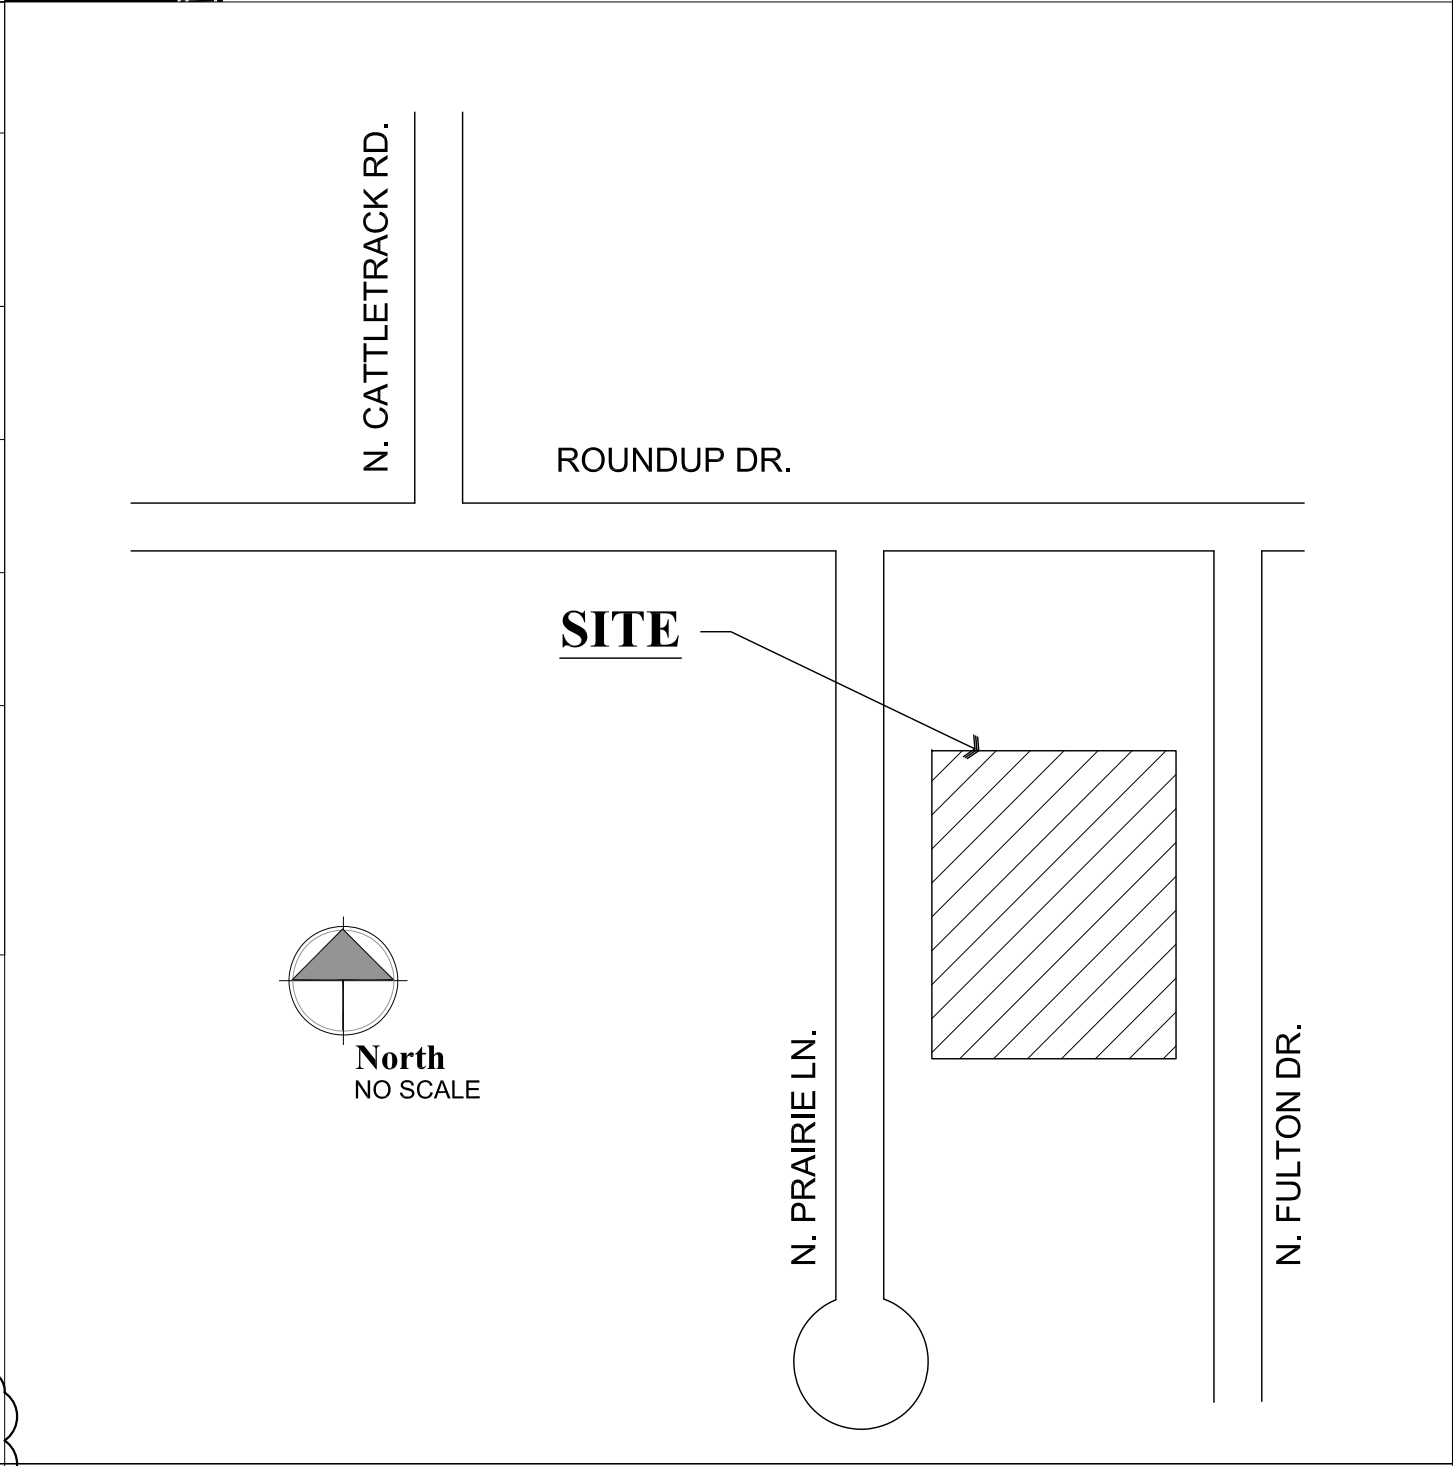 N. CATTLETRACK RD.
ROUNDUP DR.
SITE
North
NO SCALE
N. PRAIRIE LN.
N. FULTON DR.